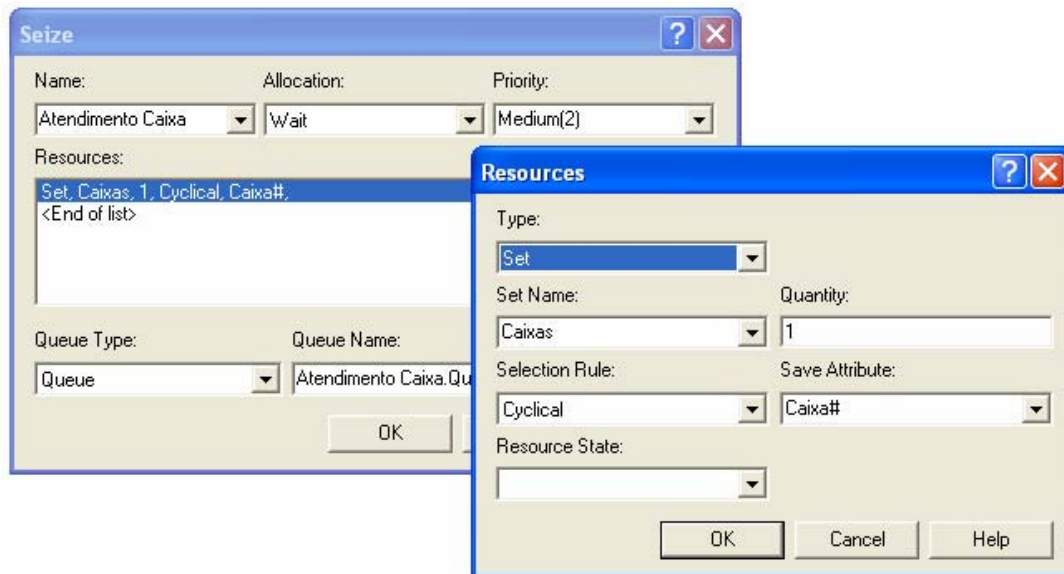 Seize
Name: Allocation: Priority:
Atendimento Caixa Wait Medium(2)
Resources:
Set, Caixas, 1, Cyclical, Caixa#,
<End of list>
Queue Type: Queue Name:
Queue Atendimento Caixa.Qu
OK
Resources
Type:
Set
Set Name: Quantity:
Caixas 1
Selection Rule: Save Attribute:
Cyclical Caixa#
Resource State:
OK Cancel Help